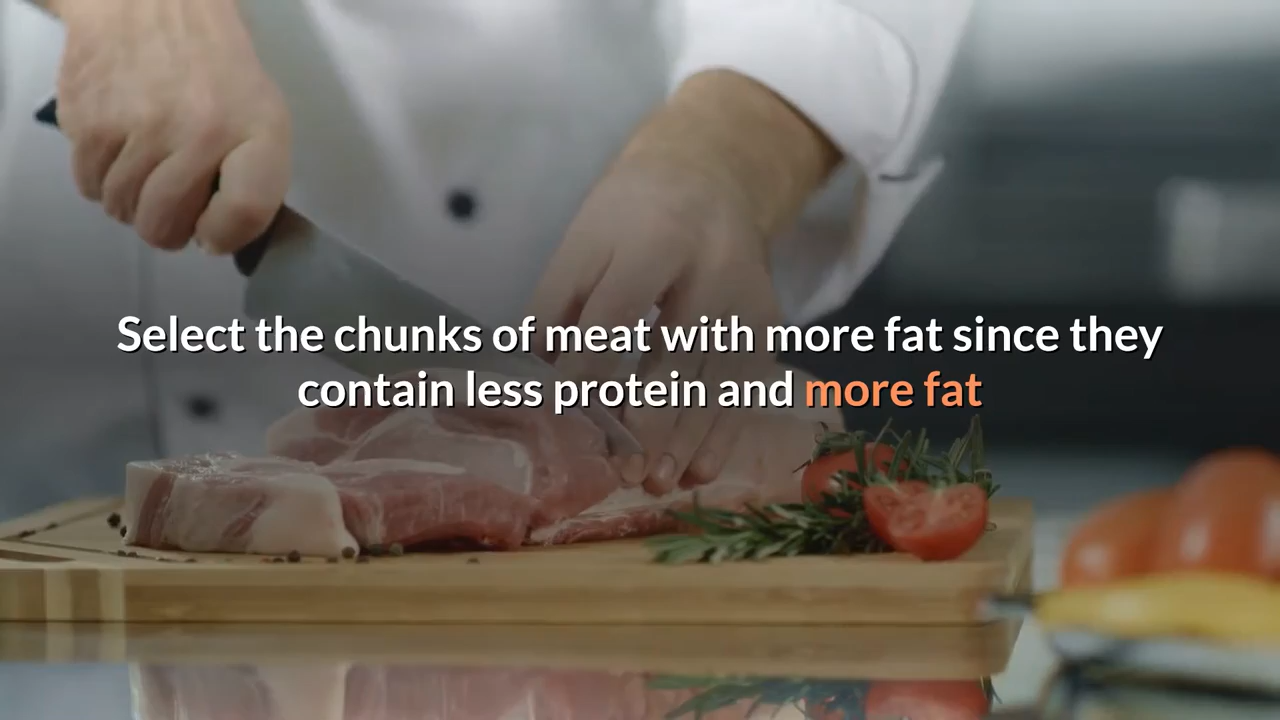 Select the chunks of meat with more fat since they
contain less protein and more fat